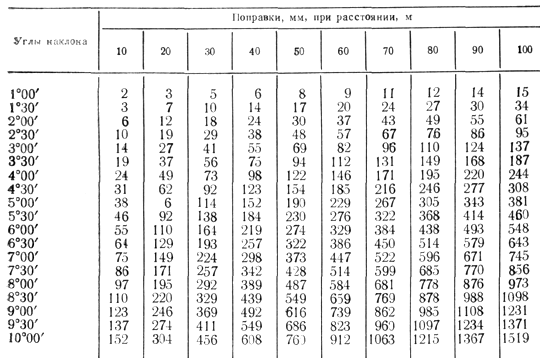 Углы наклона Поправки, мм, при расстоянии, м
10 20 30 40 50 60 70 80 90 100
1°00′ 2 3 5 6 8 9 11 12 14 15
1°30′ 3 7 10 14 17 20 24 27 30 34
2°00′ 6 12 18 24 30 37 43 49 55 61
2°30′ 10 19 29 38 48 57 67 76 86 95
3°00′ 14 27 41 55 69 82 96 110 124 137
3°30′ 19 37 56 75 94 112 131 149 168 187
4°00′ 24 49 73 98 122 146 171 195 220 244
4°30′ 31 62 92 123 154 185 216 246 277 308
5°00′ 38 6 114 152 190 229 267 305 343 381
5°30′ 46 92 138 184 230 276 322 368 414 460
6°00′ 55 110 164 219 274 329 384 438 493 548
6°30′ 64 129 193 257 322 386 450 514 579 643
7°00′ 75 149 224 298 373 447 522 596 671 745
7°30′ 86 171 257 342 428 514 599 685 770 856
8°00′ 97 195 292 389 487 584 681 778 876 973
8°30′ 110 220 329 439 549 659 769 878 988 1098
9°00′ 123 246 369 492 616 739 862 985 1108 1231
9°30′ 137 274 411 549 686 823 960 1097 1234 1371
10°00′ 152 304 456 608 760 912 1063 1215 1367 1519